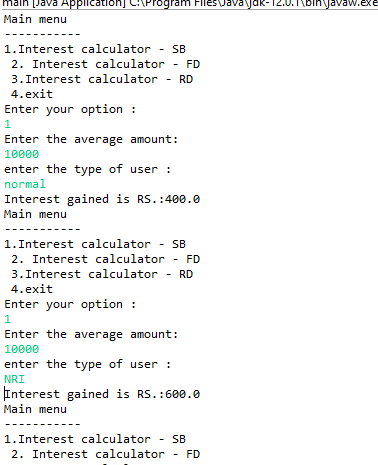 main [Java Application] C:\Program Files\Java\jdk-12.0.1\bin\javaw.exe
Main menu
-----------
1.Interest calculator - SB
 2. Interest calculator - FD
 3.Interest calculator - RD
 4.exit
Enter your option :
1
Enter the average amount:
10000
enter the type of user :
normal
Interest gained is RS.:400.0
Main menu
-----------
1.Interest calculator - SB
 2. Interest calculator - FD
 3.Interest calculator - RD
 4.exit
Enter your option :
1
Enter the average amount:
10000
enter the type of user :
NRI
Interest gained is RS.:600.0
Main menu
-----------
1.Interest calculator - SB
 2. Interest calculator - FD